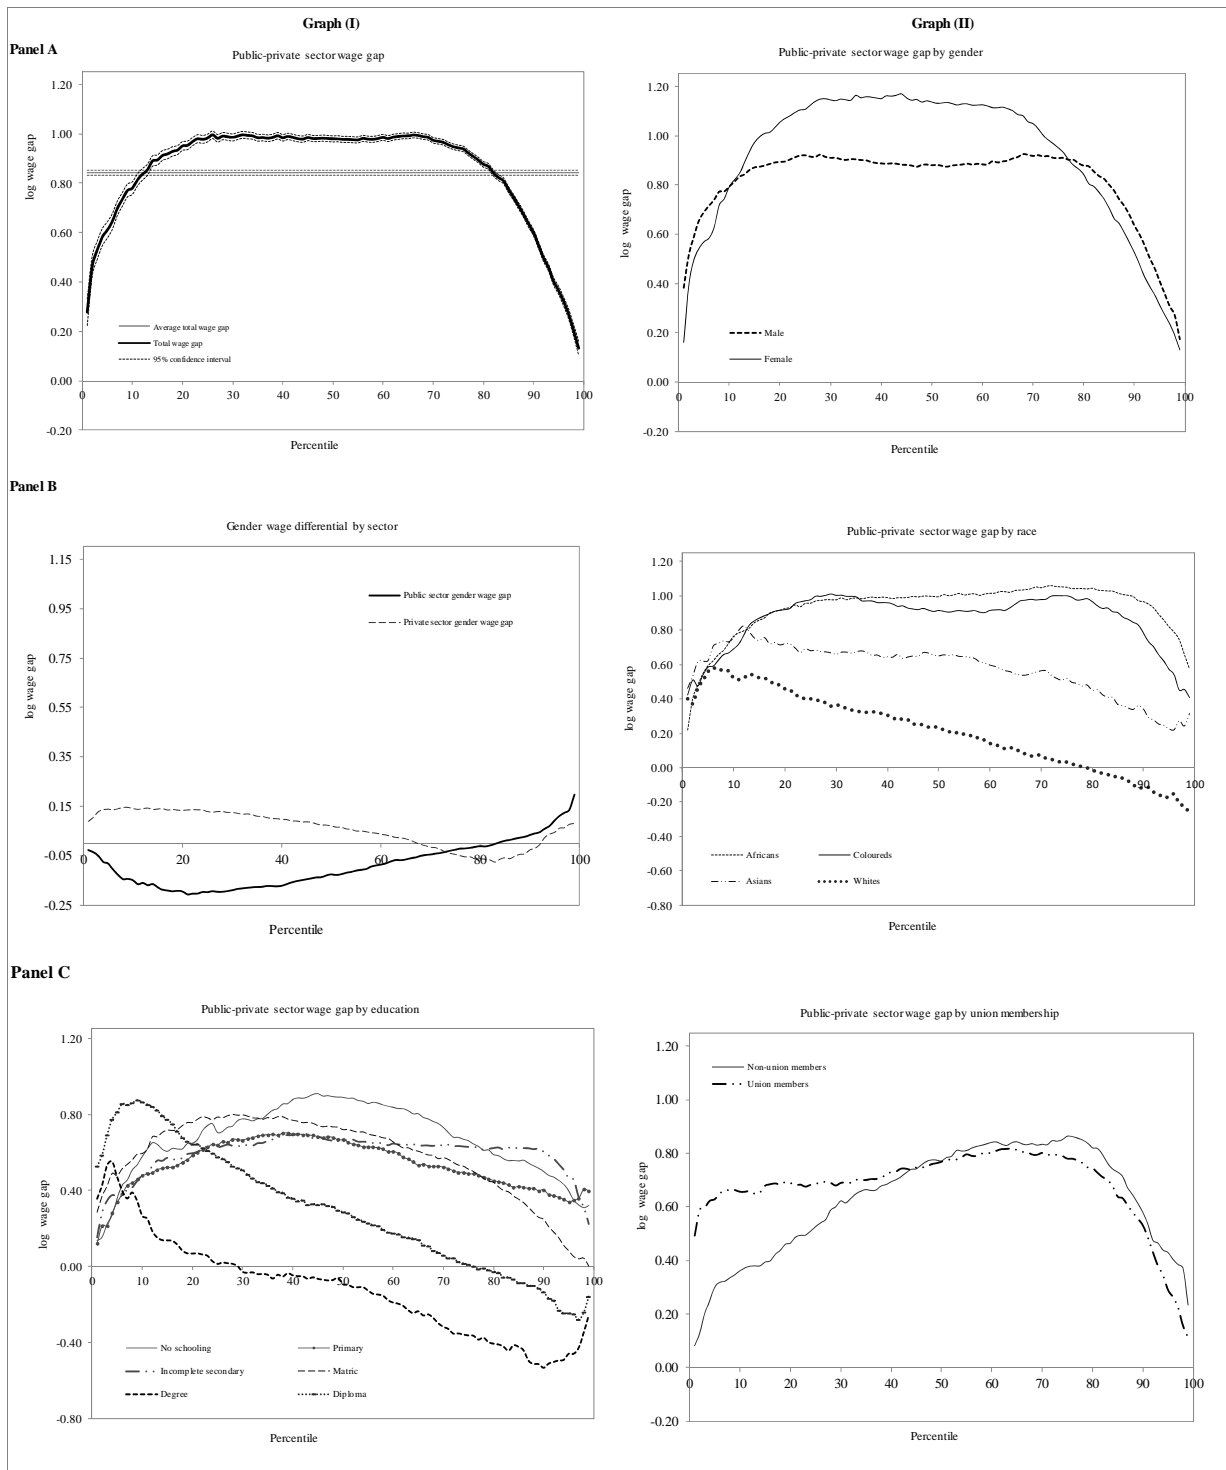 Graph (I)
Graph (II)
Panel A
Public-private sector wage gap
1.20
1.00
0.80
0.60
0.40
0.20
0.00
-0.20
log wage gap
0 10 20 30 40 50 60 70 80 90 100
Percentile
Average total wage gap
Total wage gap
95% confidence interval
Public-private sector wage gap by gender
1.20
1.00
0.80
0.60
0.40
0.20
0.00
-0.20
log wage gap
0 10 20 30 40 50 60 70 80 90 100
Percentile
Male
Female
Panel B
Gender wage differential by sector
1.15
0.95
0.75
0.55
0.35
0.15
-0.05
-0.25
log wage gap
0 20 40 60 80 100
Percentile
Public sector gender wage gap
Private sector gender wage gap
Public-private sector wage gap by race
1.20
1.00
0.80
0.60
0.40
0.20
0.00
-0.20
-0.40
-0.60
-0.80
log wage gap
0 10 20 30 40 50 60 70 80 90 100
Africans
Coloureds
Asians
Whites
Percentile
Panel C
Public-private sector wage gap by education
1.20
0.80
0.40
0.00
-0.40
-0.80
log wage gap
0 10 20 30 40 50 60 70 80 90 100
No schooling
Primary
Incomplete secondary
Matric
Degree
Diploma
Percentile
Public-private sector wage gap by union membership
1.20
1.00
0.80
0.60
0.40
0.20
0.00
-0.20
log wage gap
0 10 20 30 40 50 60 70 80 90 100
Non-union members
Union members
Percentile